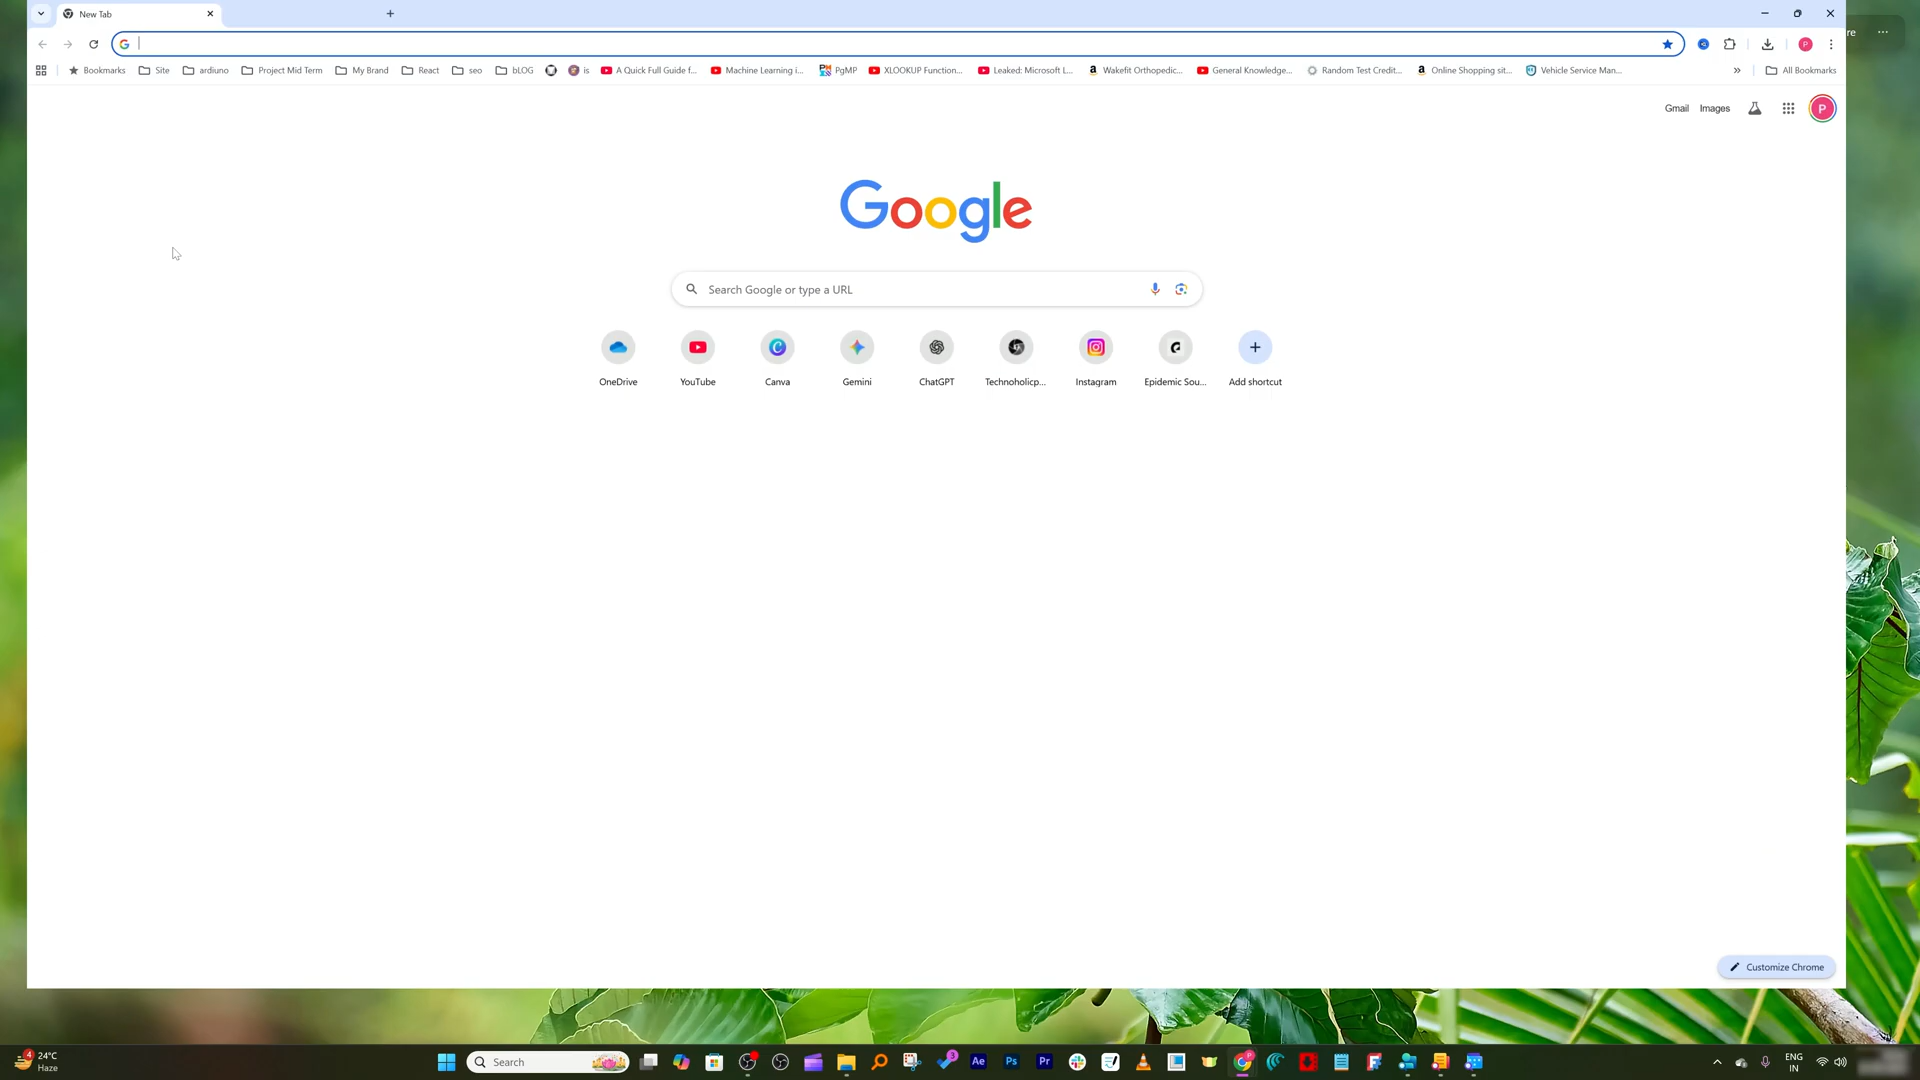 New Tab
re
Bookmarks
Site
ardiuno
Project Mid Term
My Brand
React
seo
bLOG
is
A Quick Full Guide f...
Machine Learning i...
PgMP
XLOOKUP Function...
Leaked: Microsoft L...
Wakefit Orthopedic...
General Knowledge...
Random Test Credit...
Online Shopping sit...
Vehicle Service Man...
All Bookmarks
Gmail
Images
P
Google
Search Google or type a URL
OneDrive
YouTube
Canva
Gemini
ChatGPT
Technoholicp...
Instagram
Epidemic Sou...
Add shortcut
Customize Chrome
4
24°C
Haze
Search
3
Ae
Ps
Pr
ENG
IN